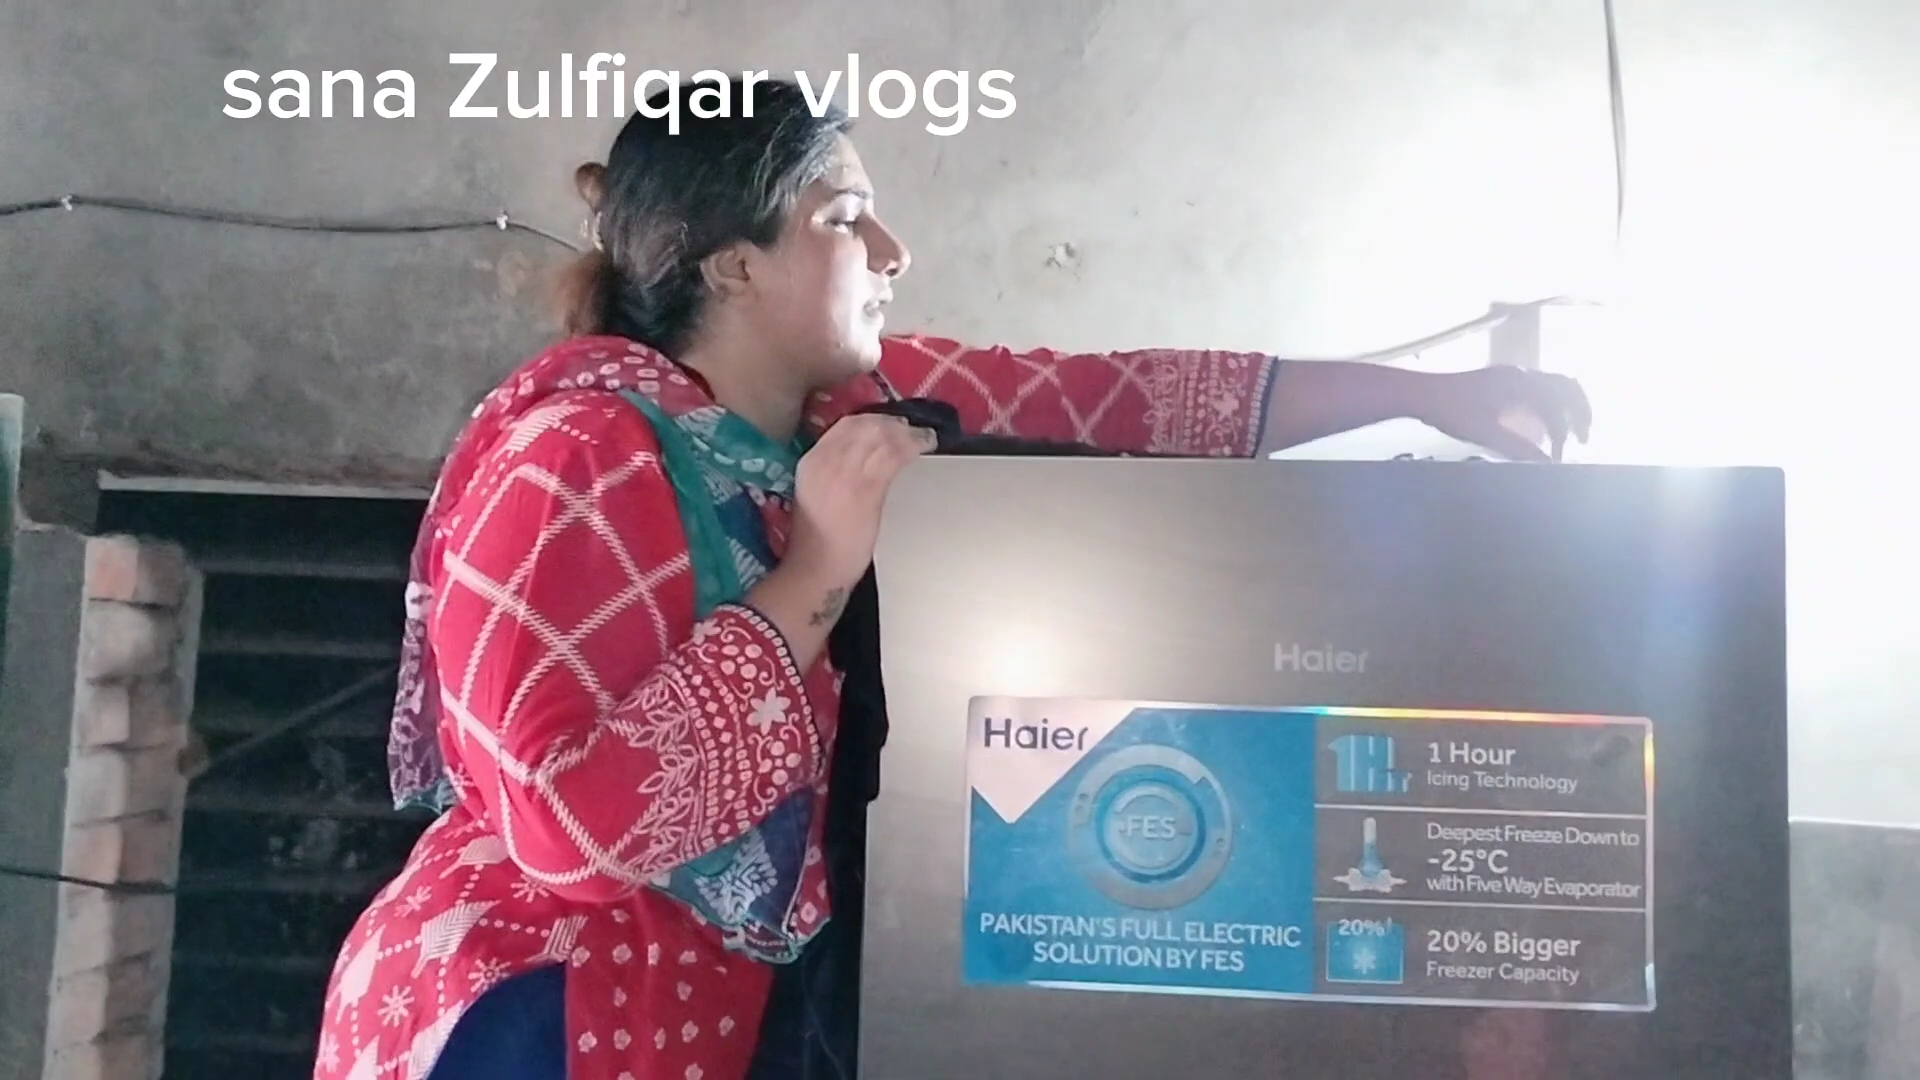 sana Zulfiqar vlogs
Haier
Haier
FES
PAKISTAN'S FULL ELECTRIC
SOLUTION BY FES
1 Hour
Icing Technology
Deepest Freeze Down to
-25°C
with Five Way Evaporator
20%
20% Bigger
Freezer Capacity